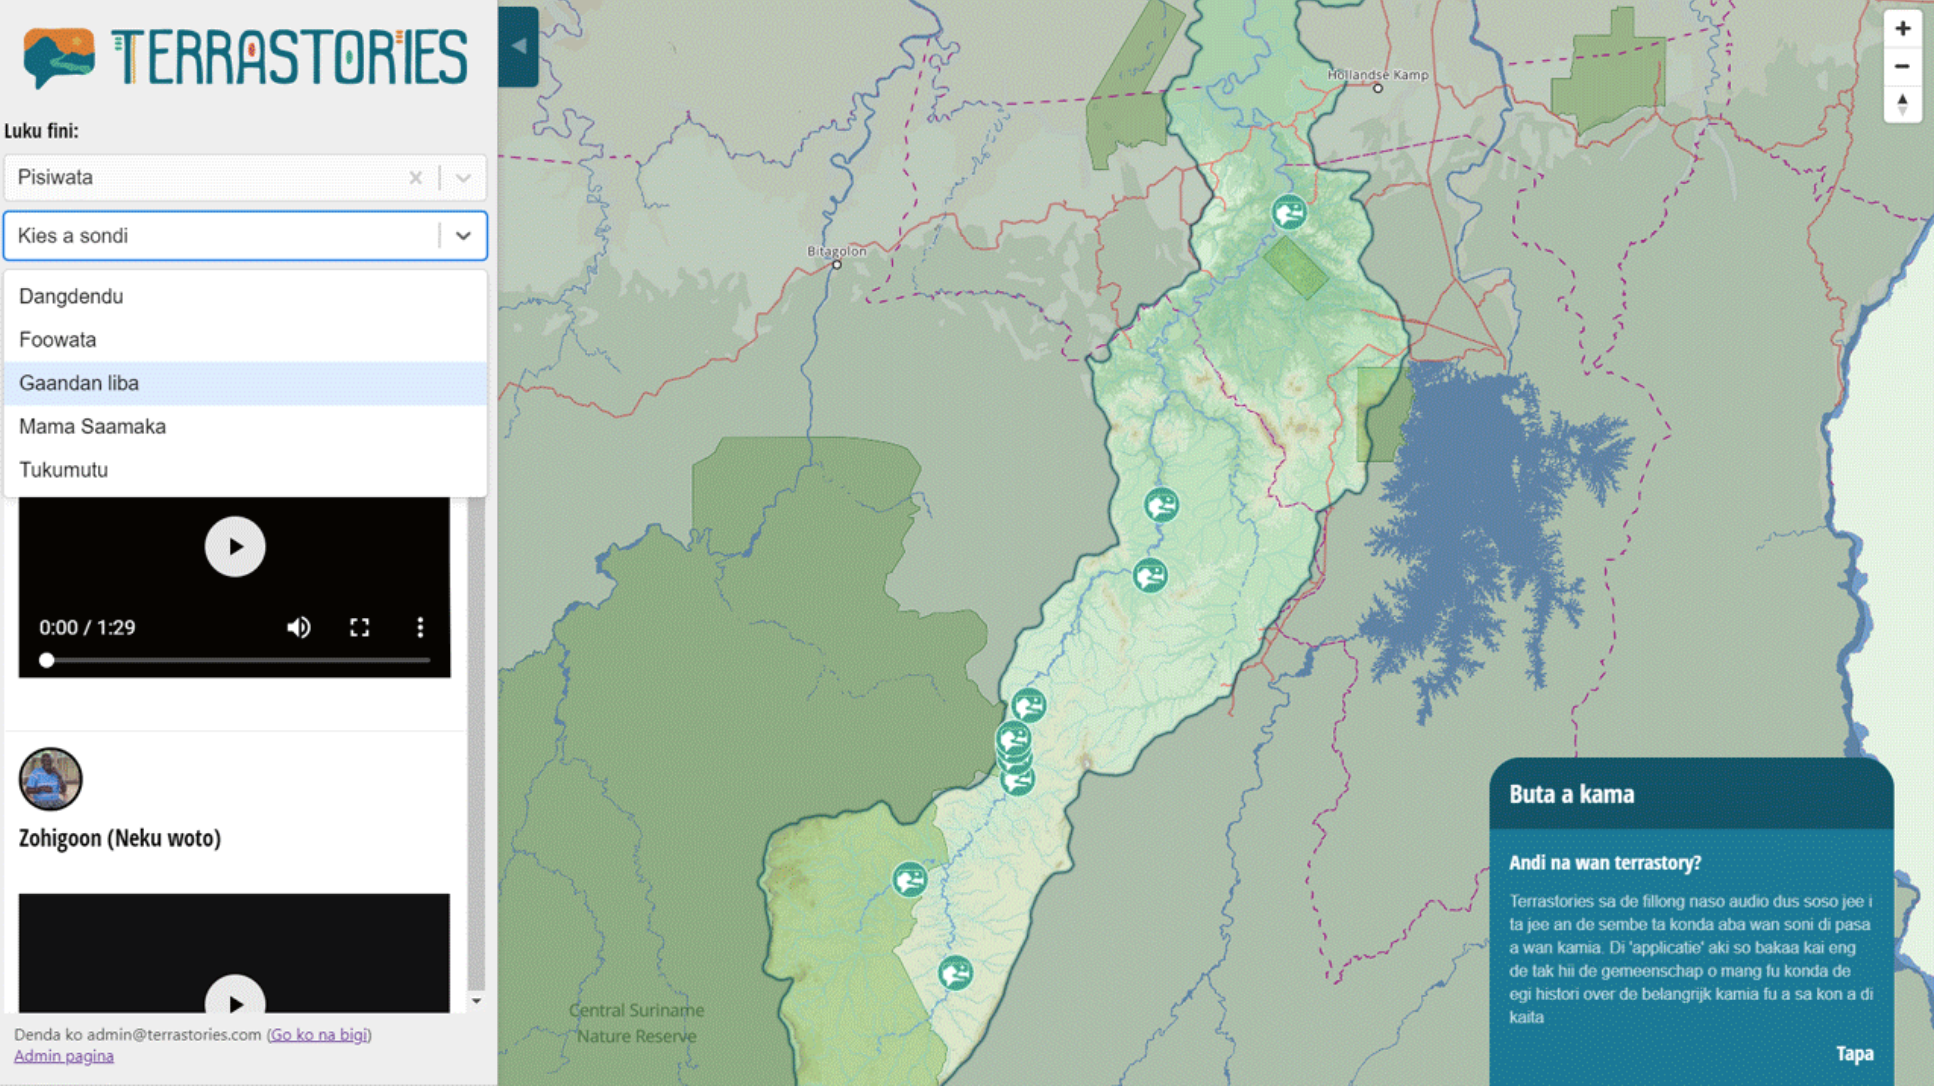 TERRASTORIES
Luku fini:
Pisiwata
Kies a sondi
Dangdendu
Foowata
Gaandan liba
Mama Saamaka
Tukumutu
0:00 / 1:29
Zohigoon (Neku woto)
Denda ko admin@terrastories.com (Go ko na bigi)
Admin pagina
Hollandse Kamp
Bitagolon
Central Suriname
Nature Reserve
Buta a kama
Andi na wan terrastory?
Terrastories sa de fillong naso audio dus soso jee i
ta jee an de sembe ta konda aba wan soni di pasa
a wan kamia. Di 'applicatie' aki so bakaa kai eng
de tak hii de gemeenschap o mang fu konda de
egi histori over de belangrijk kamia fu a sa kon a di
kaita
Tapa